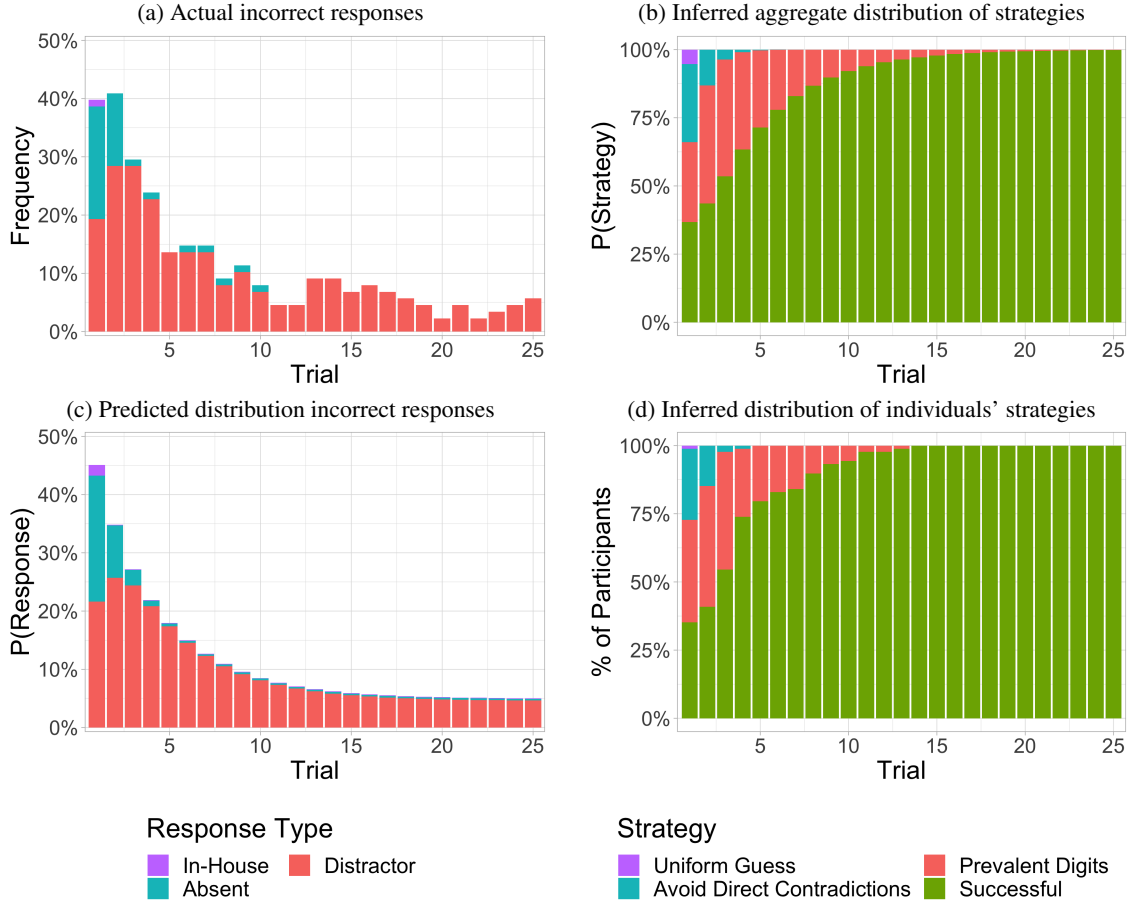 (a) Actual incorrect responses
50%
40%
30%
20%
10%
0%
Frequency
5 10 15 20 25
Trial
(b) Inferred aggregate distribution of strategies
100%
75%
50%
25%
0%
P(Strategy)
5 10 15 20 25
Trial
(c) Predicted distribution incorrect responses
50%
40%
30%
20%
10%
0%
P(Response)
5 10 15 20 25
Trial
(d) Inferred distribution of individuals’ strategies
100%
75%
50%
25%
0%
% of Participants
5 10 15 20 25
Trial
Response Type
In-House Distractor
Absent
Strategy
Uniform Guess Prevalent Digits
Avoid Direct Contradictions Successful